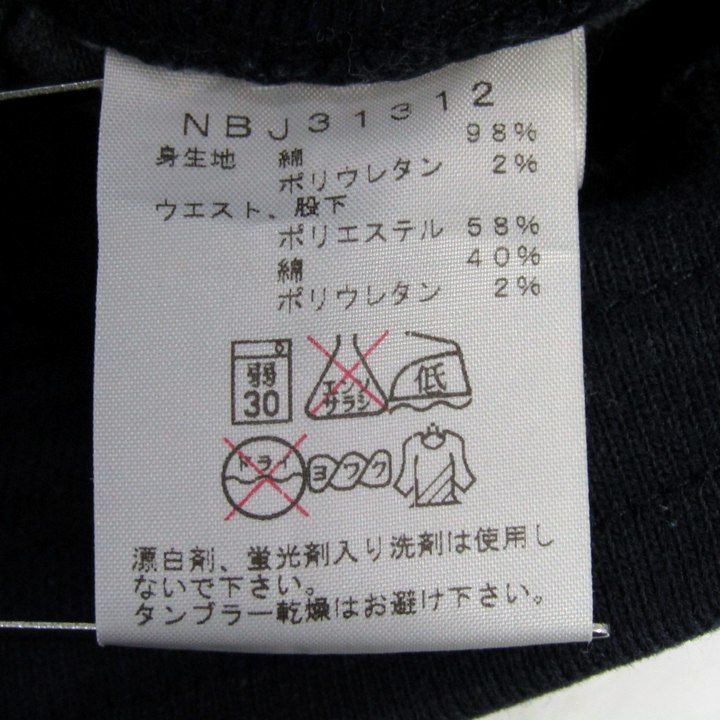 NBJ31312
身生地 綿 98%
ポリウレタン 2%
ウエスト、股下
ポリエステル 58%
綿 40%
ポリウレタン 2%
弱
30
エンソ
サラシ
低
ドライ
ヨワク
漂白剤、蛍光剤入り洗剤は使用し
ないで下さい。
タンブラー乾燥はお避け下さい。